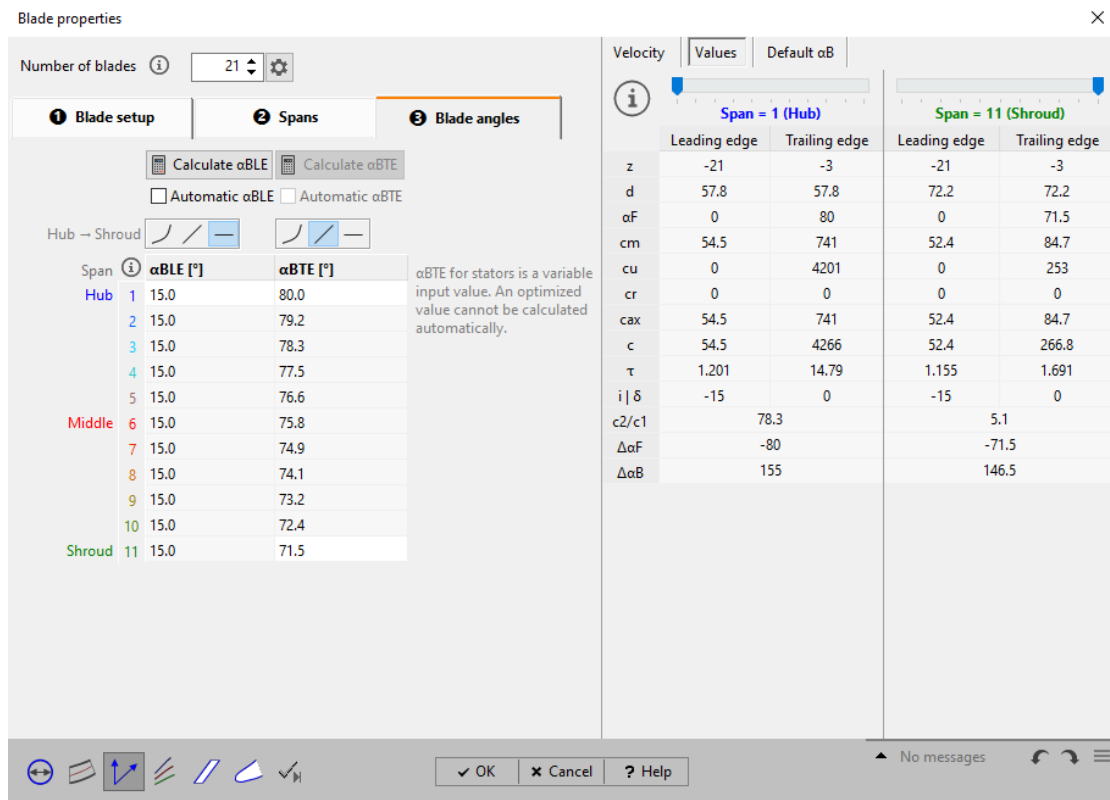 Blade properties
Number of blades 21
❶ Blade setup ❷ Spans ❸ Blade angles
Calculate αBLE Calculate αBTE
Automatic αBLE Automatic αBTE
Hub → Shroud
Span αBLE [°] αBTE [°]
Hub 1 15.0 80.0
2 15.0 79.2
3 15.0 78.3
4 15.0 77.5
5 15.0 76.6
Middle 6 15.0 75.8
7 15.0 74.9
8 15.0 74.1
9 15.0 73.2
10 15.0 72.4
Shroud 11 15.0 71.5
αBTE for stators is a variable
input value. An optimized
value cannot be calculated
automatically.
Velocity Values Default αB
Span = 1 (Hub) Span = 11 (Shroud)
Leading edge Trailing edge Leading edge Trailing edge
z -21 -3 -21 -3
d 57.8 57.8 72.2 72.2
αF 0 80 0 71.5
cm 54.5 741 52.4 84.7
cu 0 4201 0 253
cr 0 0 0 0
cax 54.5 741 52.4 84.7
c 54.5 4266 52.4 266.8
τ 1.201 14.79 1.155 1.691
i|δ -15 0 -15 0
c2/c1 78.3 5.1
ΔαF -80 -71.5
ΔαB 155 146.5
OK Cancel ? Help
No messages